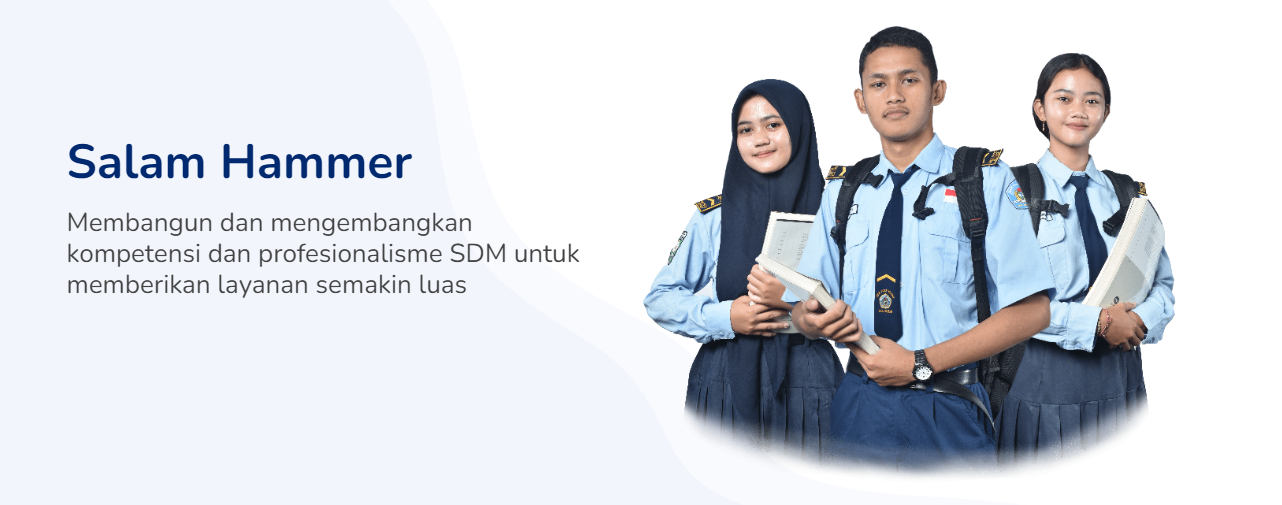 Salam Hammer
Membangun dan mengembangkan
kompetensi dan profesionalisme SDM untuk
memberikan layanan semakin luas